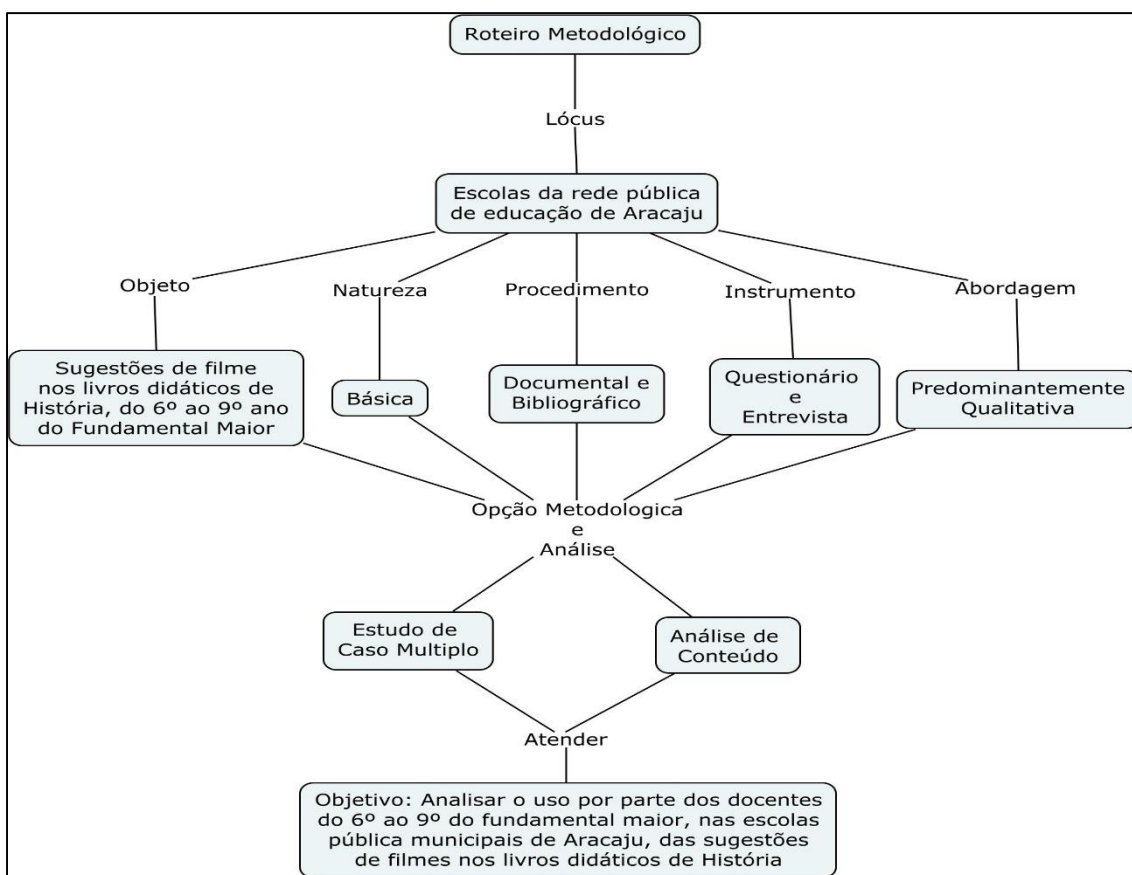 Roteiro Metodológico
Lócus
Escolas da rede pública
de educação de Aracaju
Objeto
Natureza
Procedimento
Instrumento
Abordagem
Sugestões de filme
nos livros didáticos de
História, do 6º ao 9º ano
do Fundamental Maior
Básica
Documental e
Bibliográfico
Questionário
e
Entrevista
Predominantemente
Qualitativa
Opção Metodologica
e
Análise
Estudo de
Caso Multiplo
Análise de
Conteúdo
Atender
Objetivo: Analisar o uso por parte dos docentes
do 6º ao 9º do fundamental maior, nas escolas
pública municipais de Aracaju, das sugestões
de filmes nos livros didáticos de História